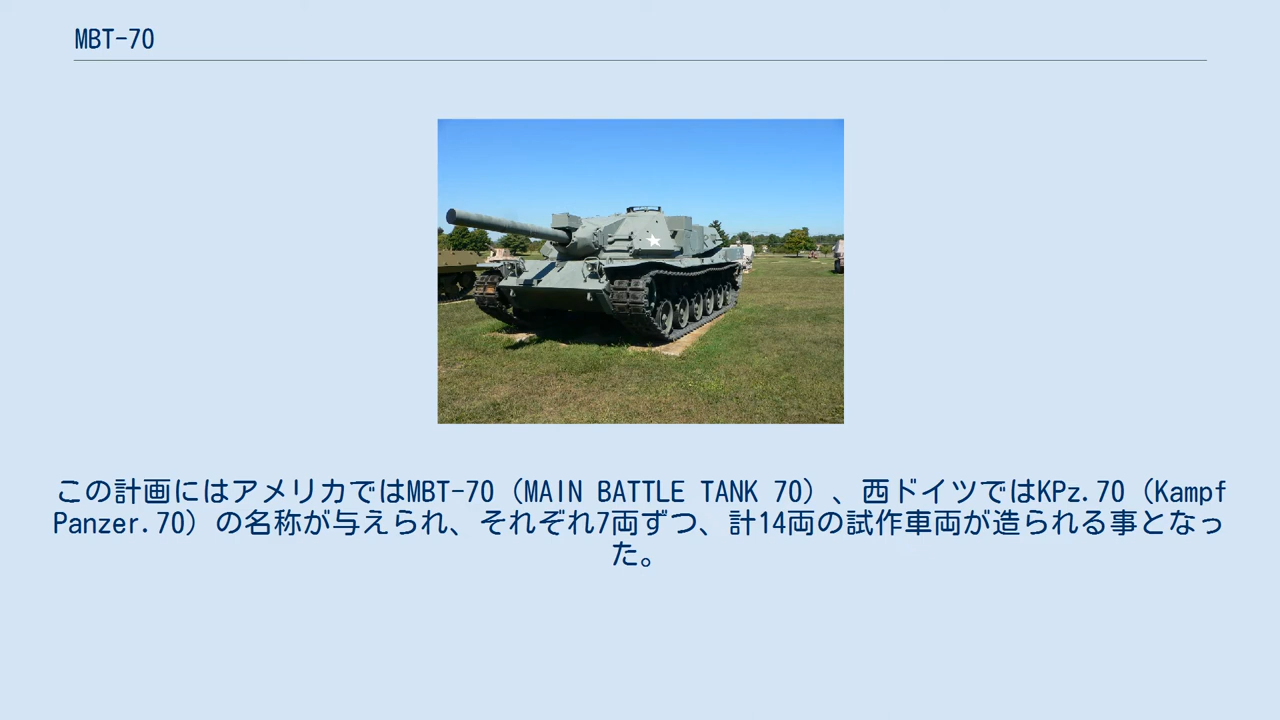 MBT-70
この計画にはアメリカではMBT-70（MAIN BATTLE TANK 70）、西ドイツではKPz.70（Kampf
Panzer.70）の名称が与えられ、それぞれ7両ずつ、計14両の試作車両が造られる事となっ
た。